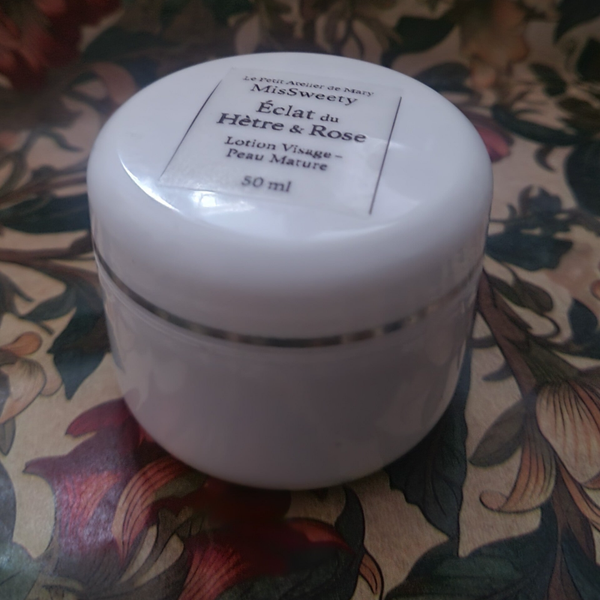 Le Petit Atelier de Mary
MisSweety
Éclat du
Hètre & Rose
Lotion Visage –
Peau Mature
50 ml